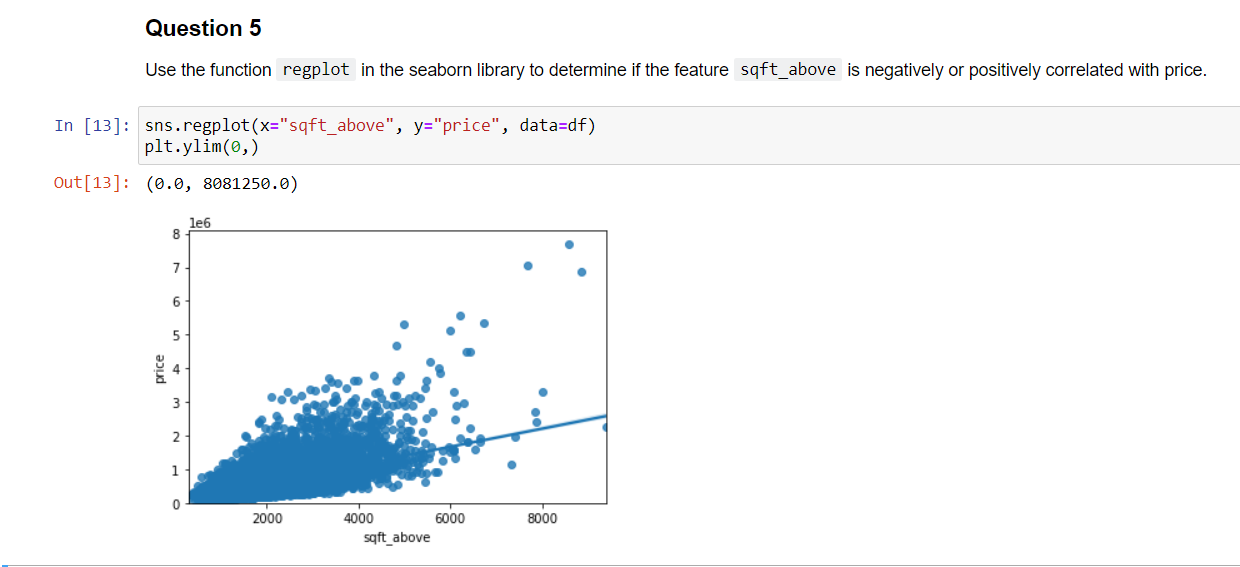 Question 5
Use the function regplot in the seaborn library to determine if the feature sqft_above is negatively or positively correlated with price.
In [13]: sns.regplot(x="sqft_above", y="price", data=df)
plt.ylim(0,)
Out[13]: (0.0, 8081250.0)
1e6
8
7
6
5
4
3
2
1
0
price
2000 4000 6000 8000
sqft_above